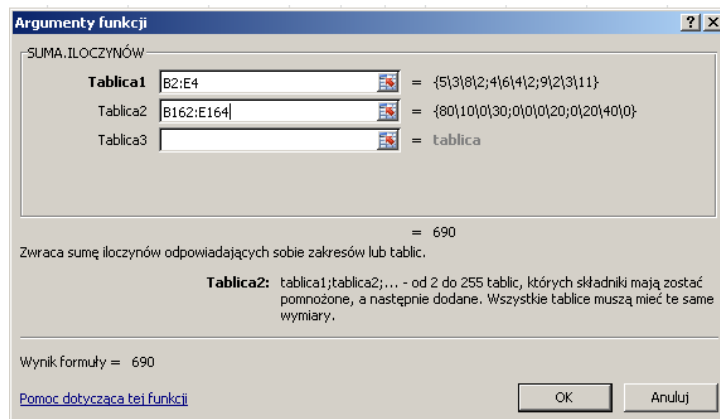 Argumenty funkcji
SUMA.ILOCZYNÓW
Tablica1 B2:E4 = {5\3\8\2;4\6\4\2;9\2\3\11}
Tablica2 B162:E164 = {80\10\0\30;0\0\0\20;0\20\40\0}
Tablica3 = tablica
= 690
Zwraca sumę iloczynów odpowiadających sobie zakresów lub tablic.
Tablica2: tablica1;tablica2;... - od 2 do 255 tablic, których składniki mają zostać
pomnożone, a następnie dodane. Wszystkie tablice muszą mieć te same
wymiary.
Wynik formuły = 690
Pomoc dotycząca tej funkcji
OK Anuluj